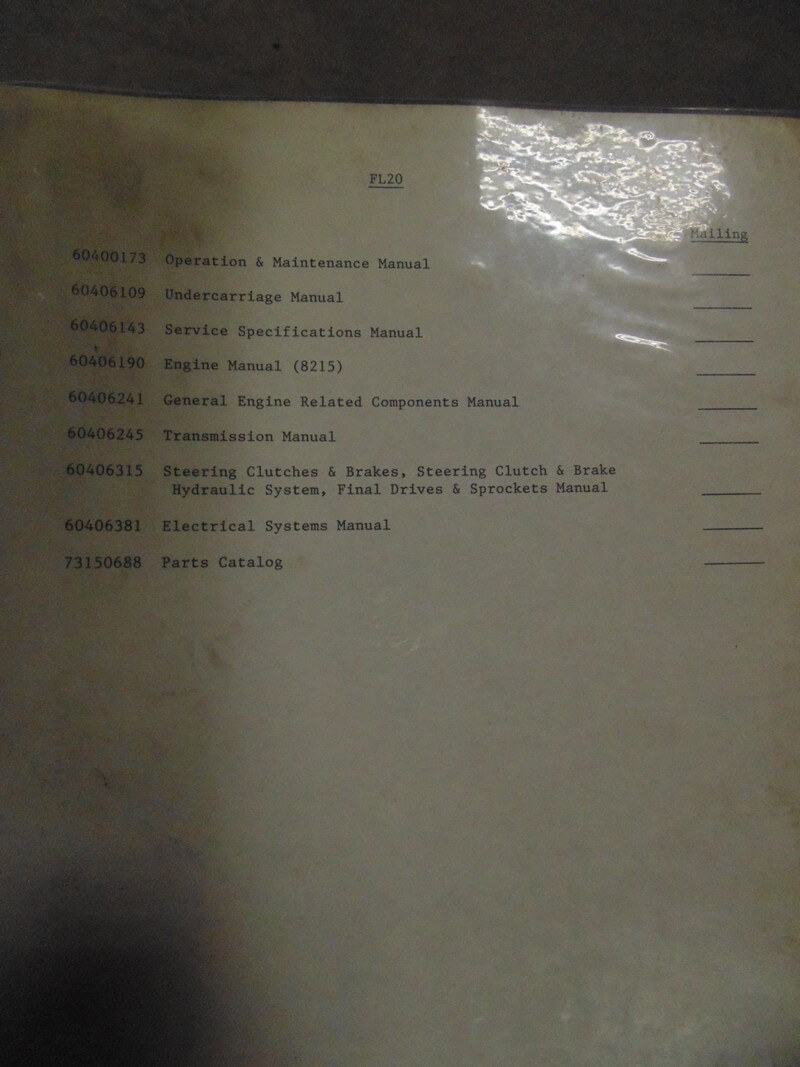 FL20
Mailing
60400173 Operation & Maintenance Manual
60406109 Undercarriage Manual
60406143 Service Specifications Manual
60406190 Engine Manual (8215)
60406241 General Engine Related Components Manual
60406245 Transmission Manual
60406315 Steering Clutches & Brakes, Steering Clutch & Brake
Hydraulic System, Final Drives & Sprockets Manual
60406381 Electrical Systems Manual
73150688 Parts Catalog